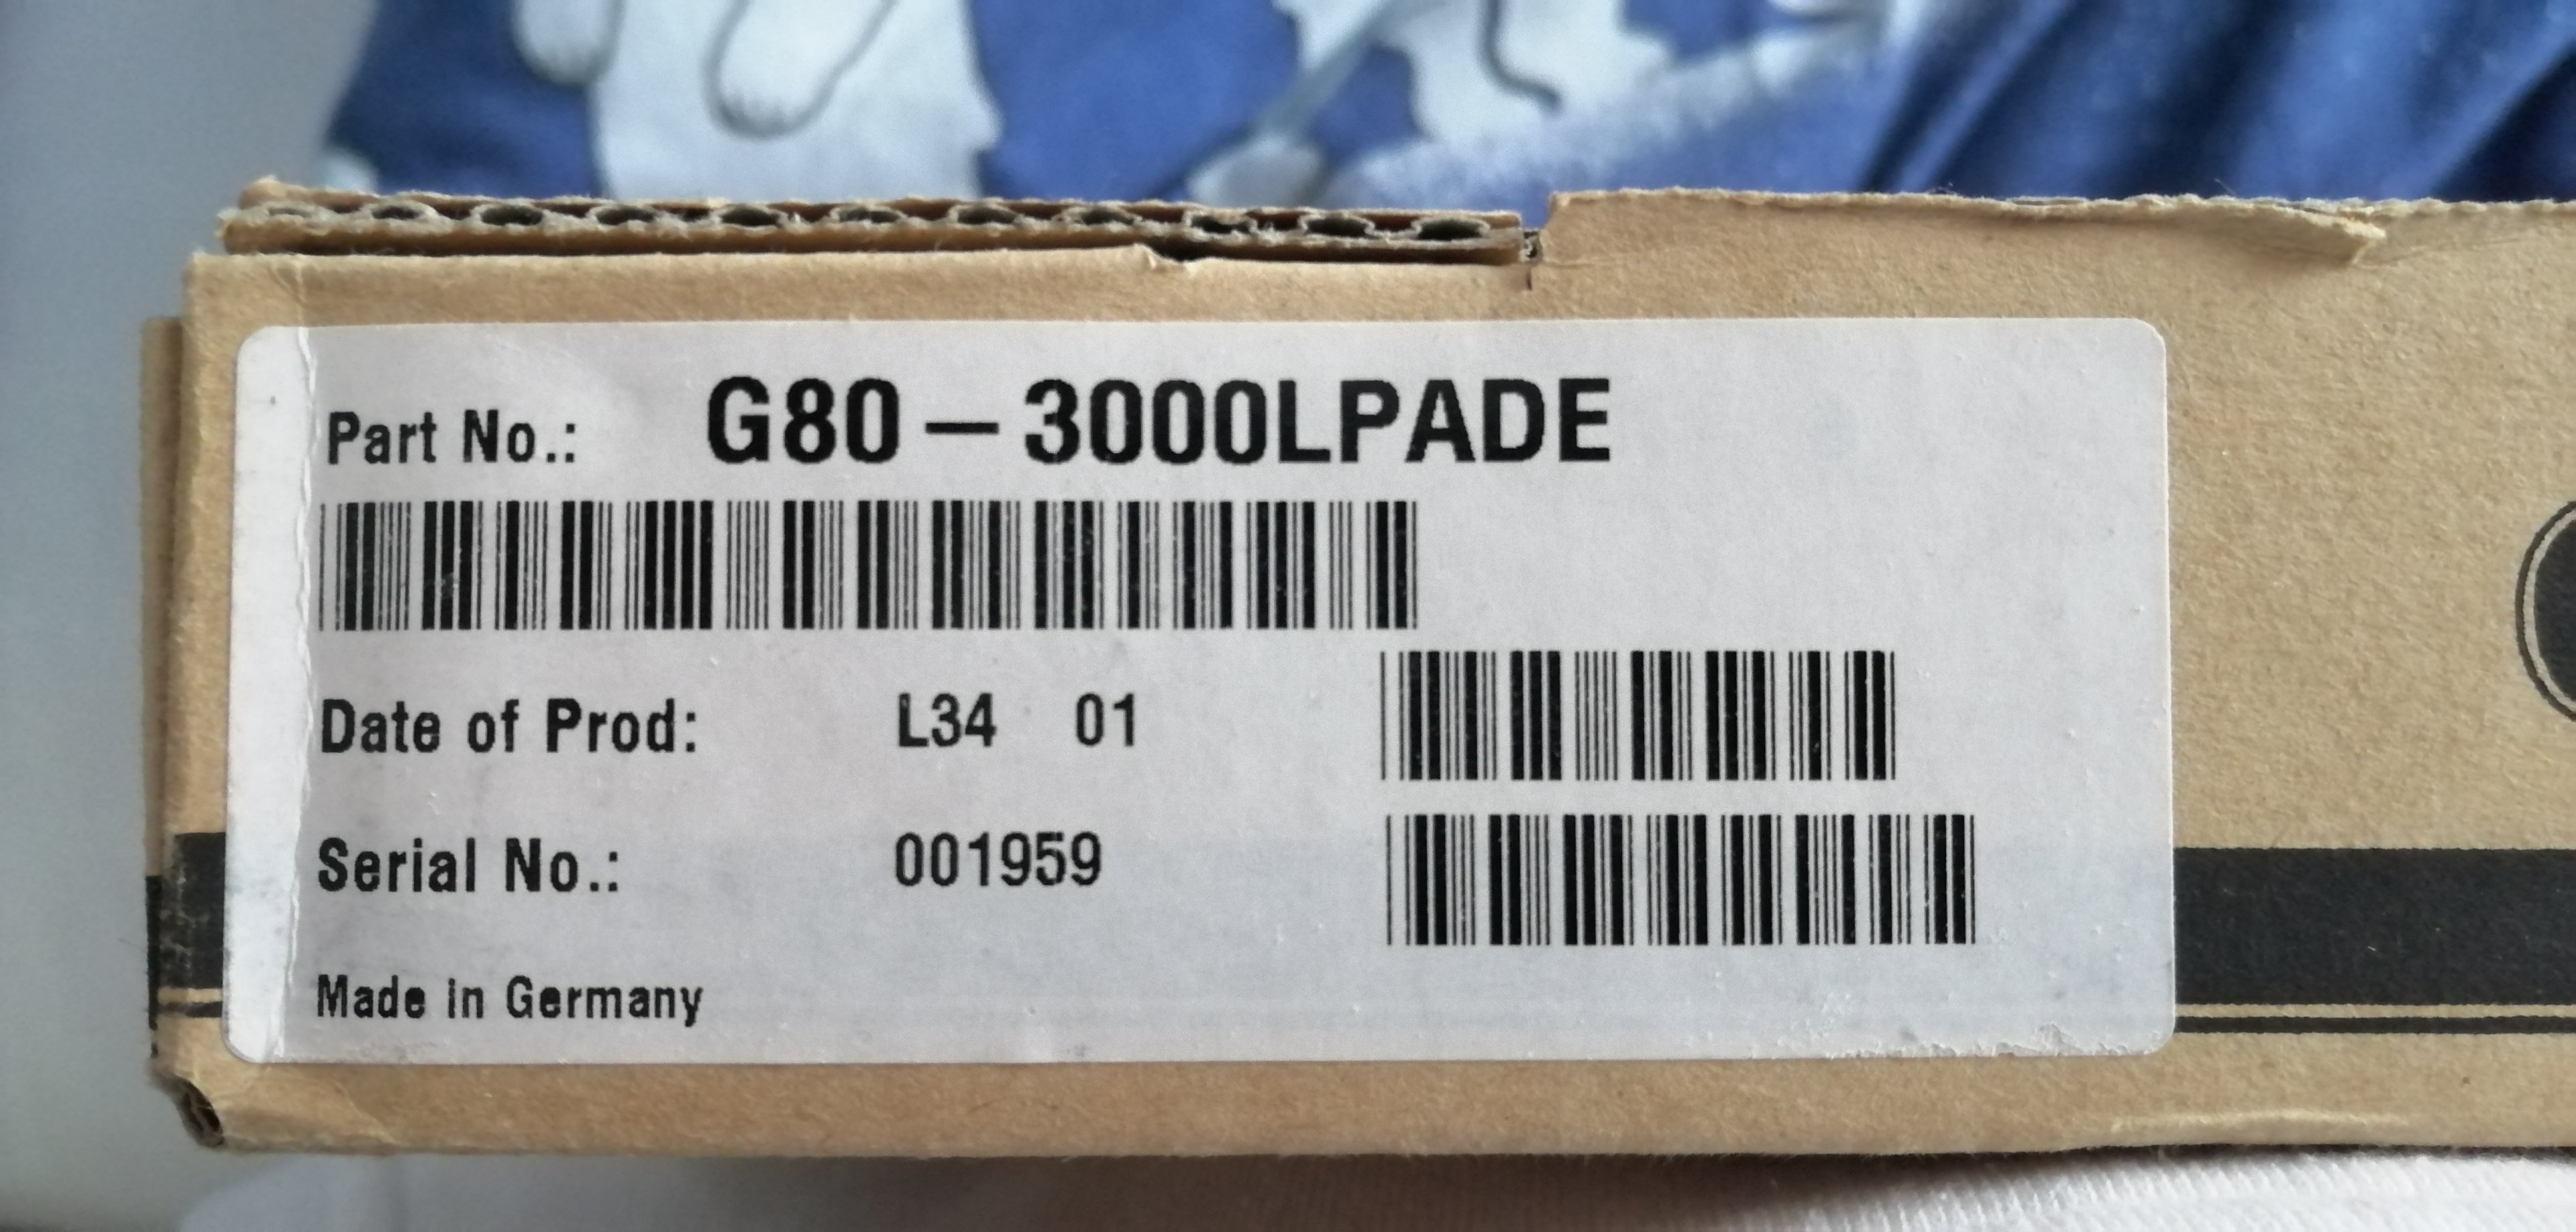 Part No.: G80-3000LPADE
Date of Prod: L34 01
Serial No.: 001959
Made in Germany